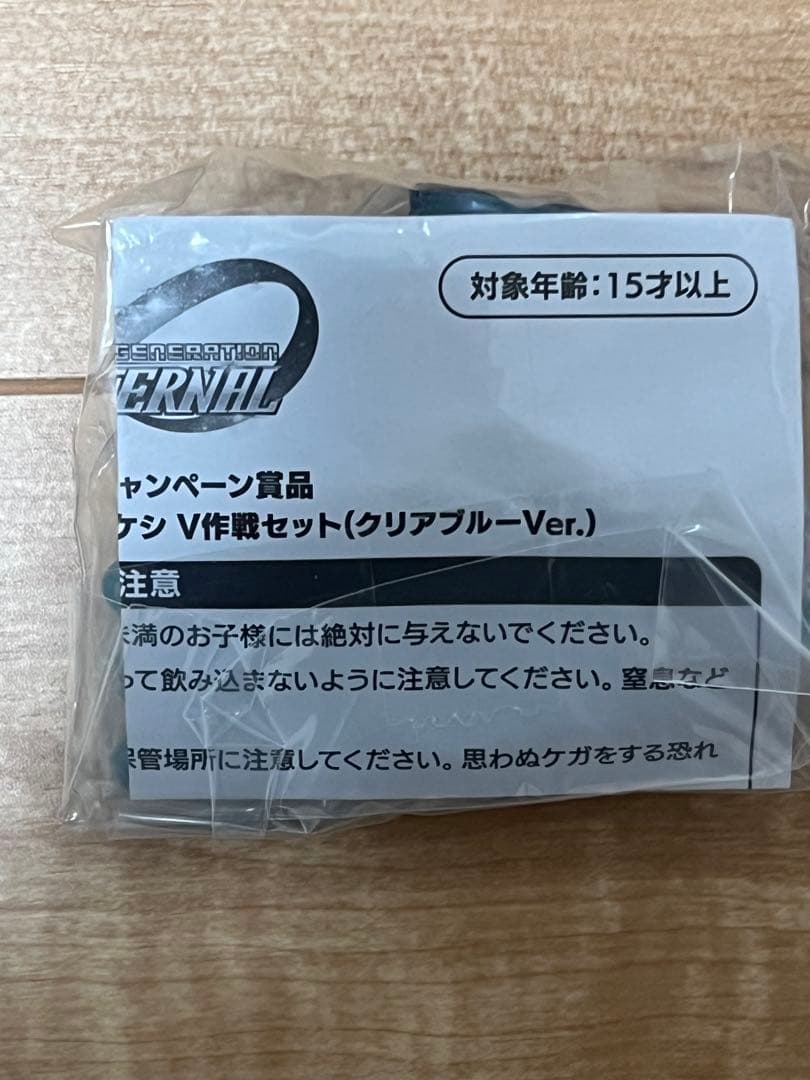 対象年齢：15才以上
GENERATION
ERNAL
ャンペーン賞品
ケシ V作戦セット(クリアブルーVer.)
注意
満のお子様には絶対に与えないでください。
って飲み込まないように注意してください。窒息など
保管場所に注意してください。思わぬケガをする恐れ